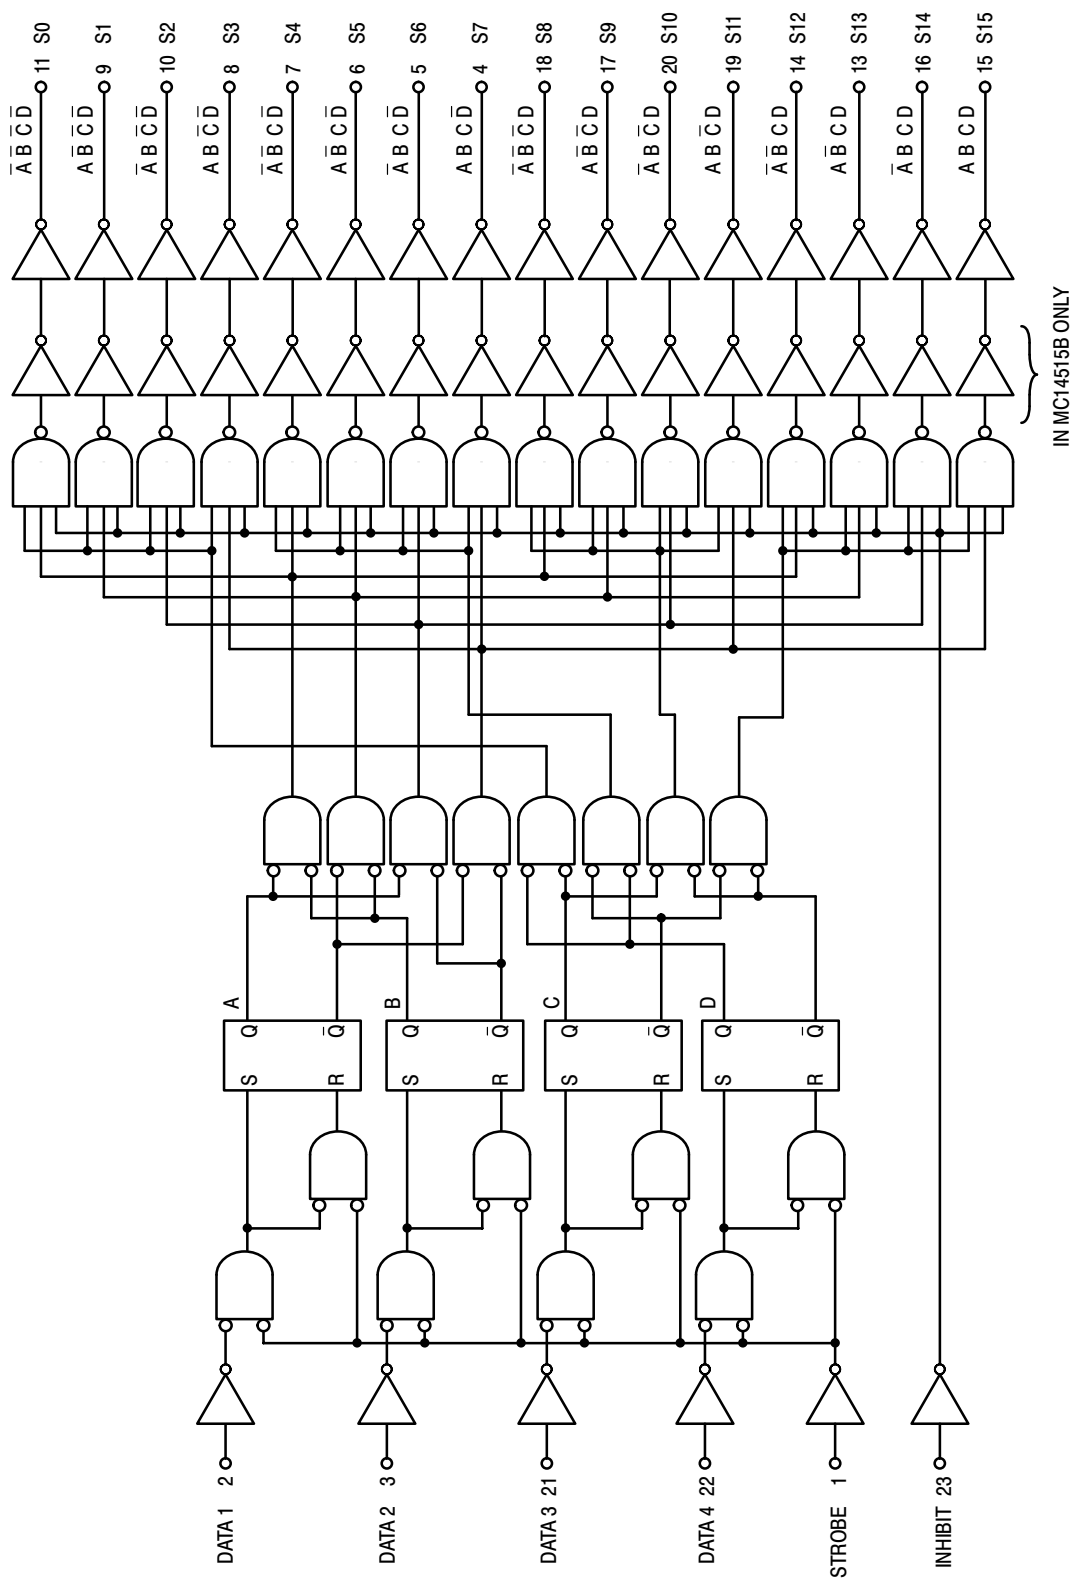 A̅ B̅ C̅ D̅ 11 S0
A B̅ C̅ D̅ 9 S1
A̅ B C̅ D̅ 10 S2
A B C̅ D̅ 8 S3
A̅ B̅ C D̅ 7 S4
A B̅ C D̅ 6 S5
A̅ B C D̅ 5 S6
A B C D̅ 4 S7
A̅ B̅ C̅ D 18 S8
A B̅ C̅ D 17 S9
A̅ B C̅ D 20 S10
A B C̅ D 19 S11
A̅ B̅ C D 14 S12
A B̅ C D 13 S13
A̅ B C D 16 S14
A B C D 15 S15
IN MC14515B ONLY
DATA 1 2
S Q A
R Q̅
DATA 2 3
S Q B
R Q̅
DATA 3 21
S Q C
R Q̅
DATA 4 22
S Q D
R Q̅
STROBE 1
INHIBIT 23